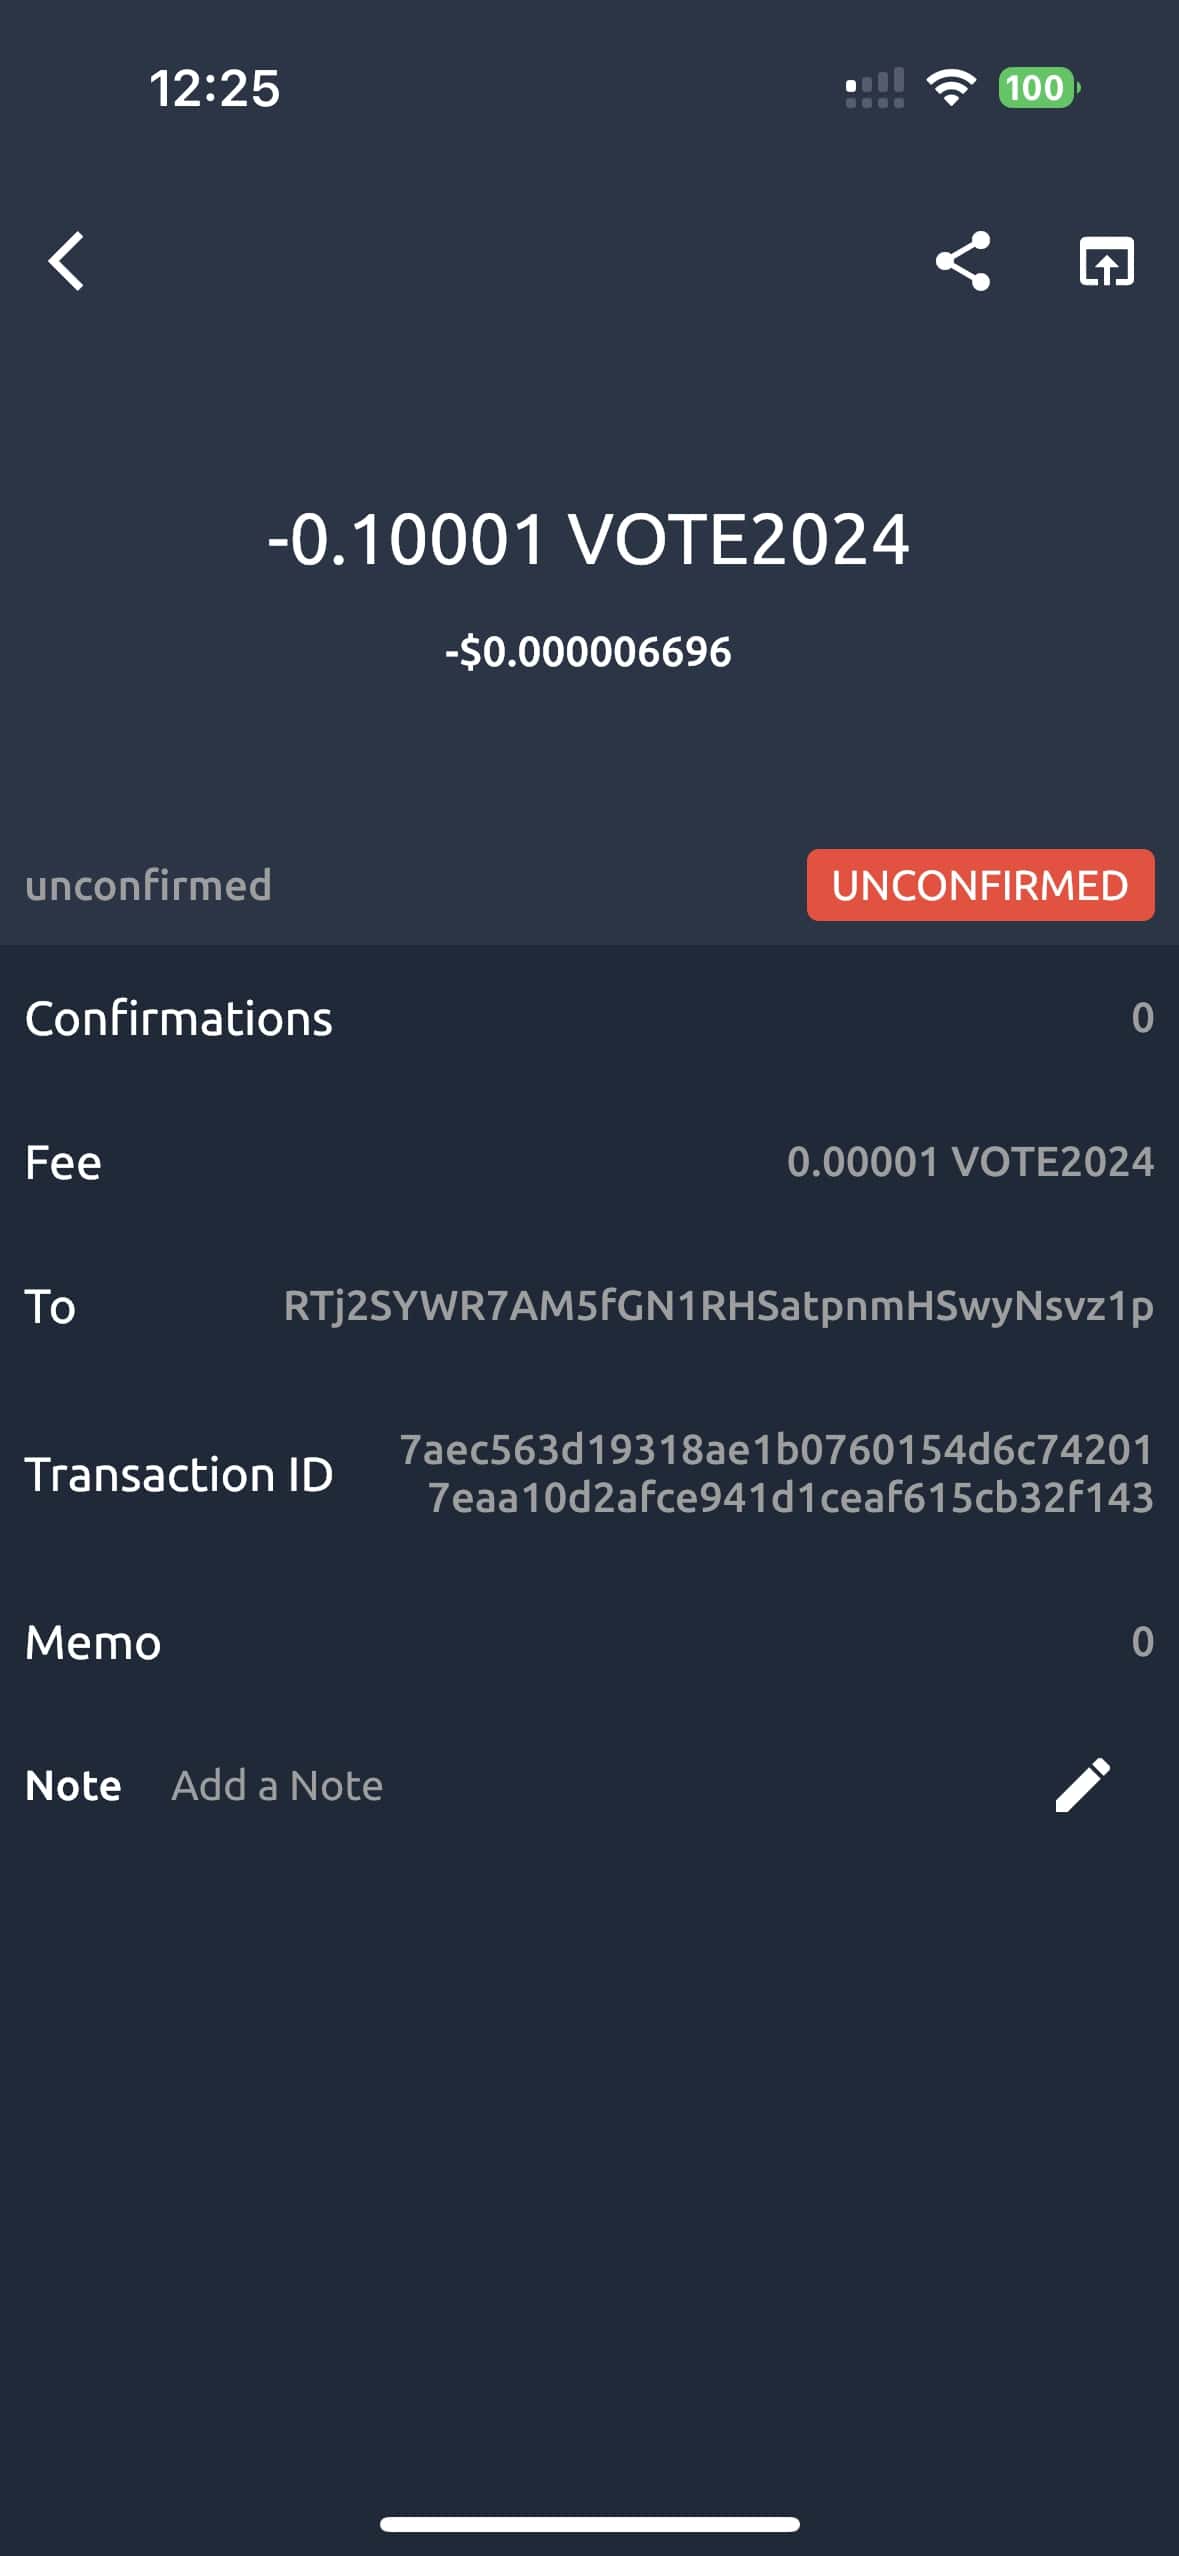 12:25
100
-0.10001 VOTE2024
-$0.000006696
unconfirmed
UNCONFIRMED
Confirmations
0
Fee
0.00001 VOTE2024
To
RTj2SYWR7AM5fGN1RHSatpnmHSwyNsvz1p
Transaction ID
7aec563d19318ae1b0760154d6c74201
7eaa10d2afce941d1ceaf615cb32f143
Memo
0
Note
Add a Note